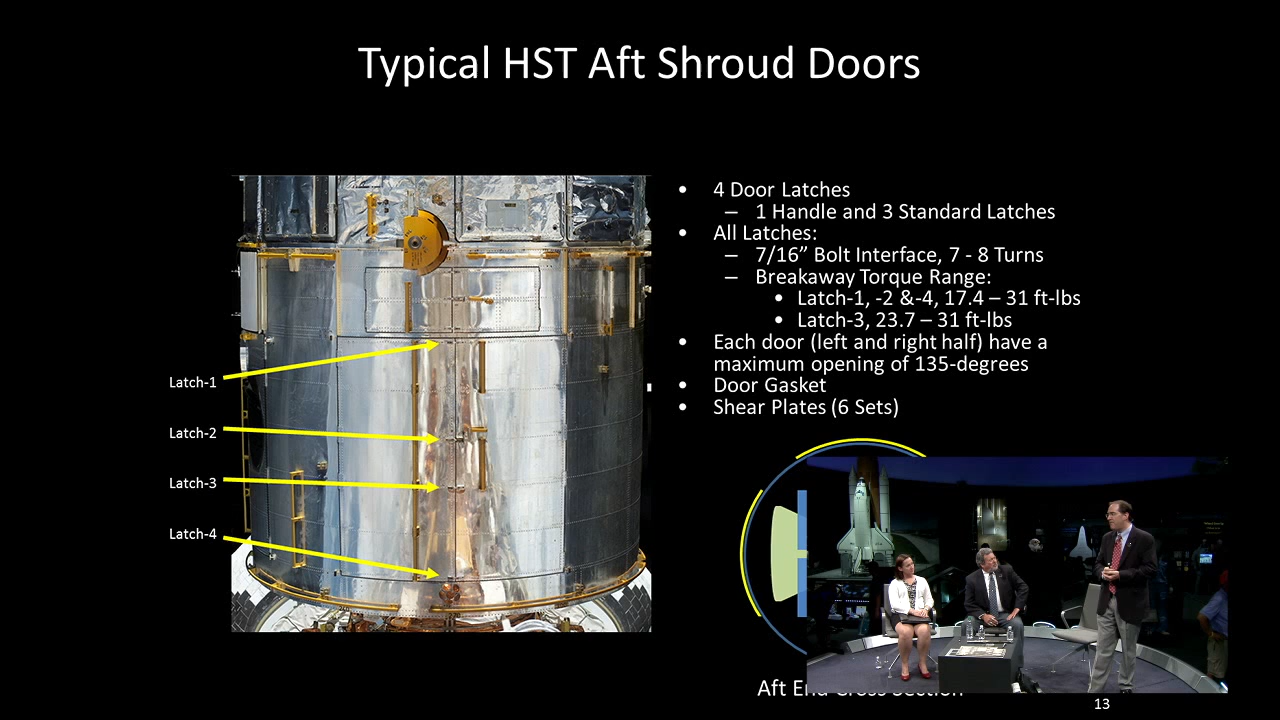 Typical HST Aft Shroud Doors
• 4 Door Latches
– 1 Handle and 3 Standard Latches
• All Latches:
– 7/16” Bolt Interface, 7 - 8 Turns
– Breakaway Torque Range:
• Latch-1, -2 &-4, 17.4 – 31 ft-lbs
• Latch-3, 23.7 – 31 ft-lbs
• Each door (left and right half) have a
maximum opening of 135-degrees
• Door Gasket
• Shear Plates (6 Sets)
Latch-1
Latch-2
Latch-3
Latch-4
Aft End Cross Section
13